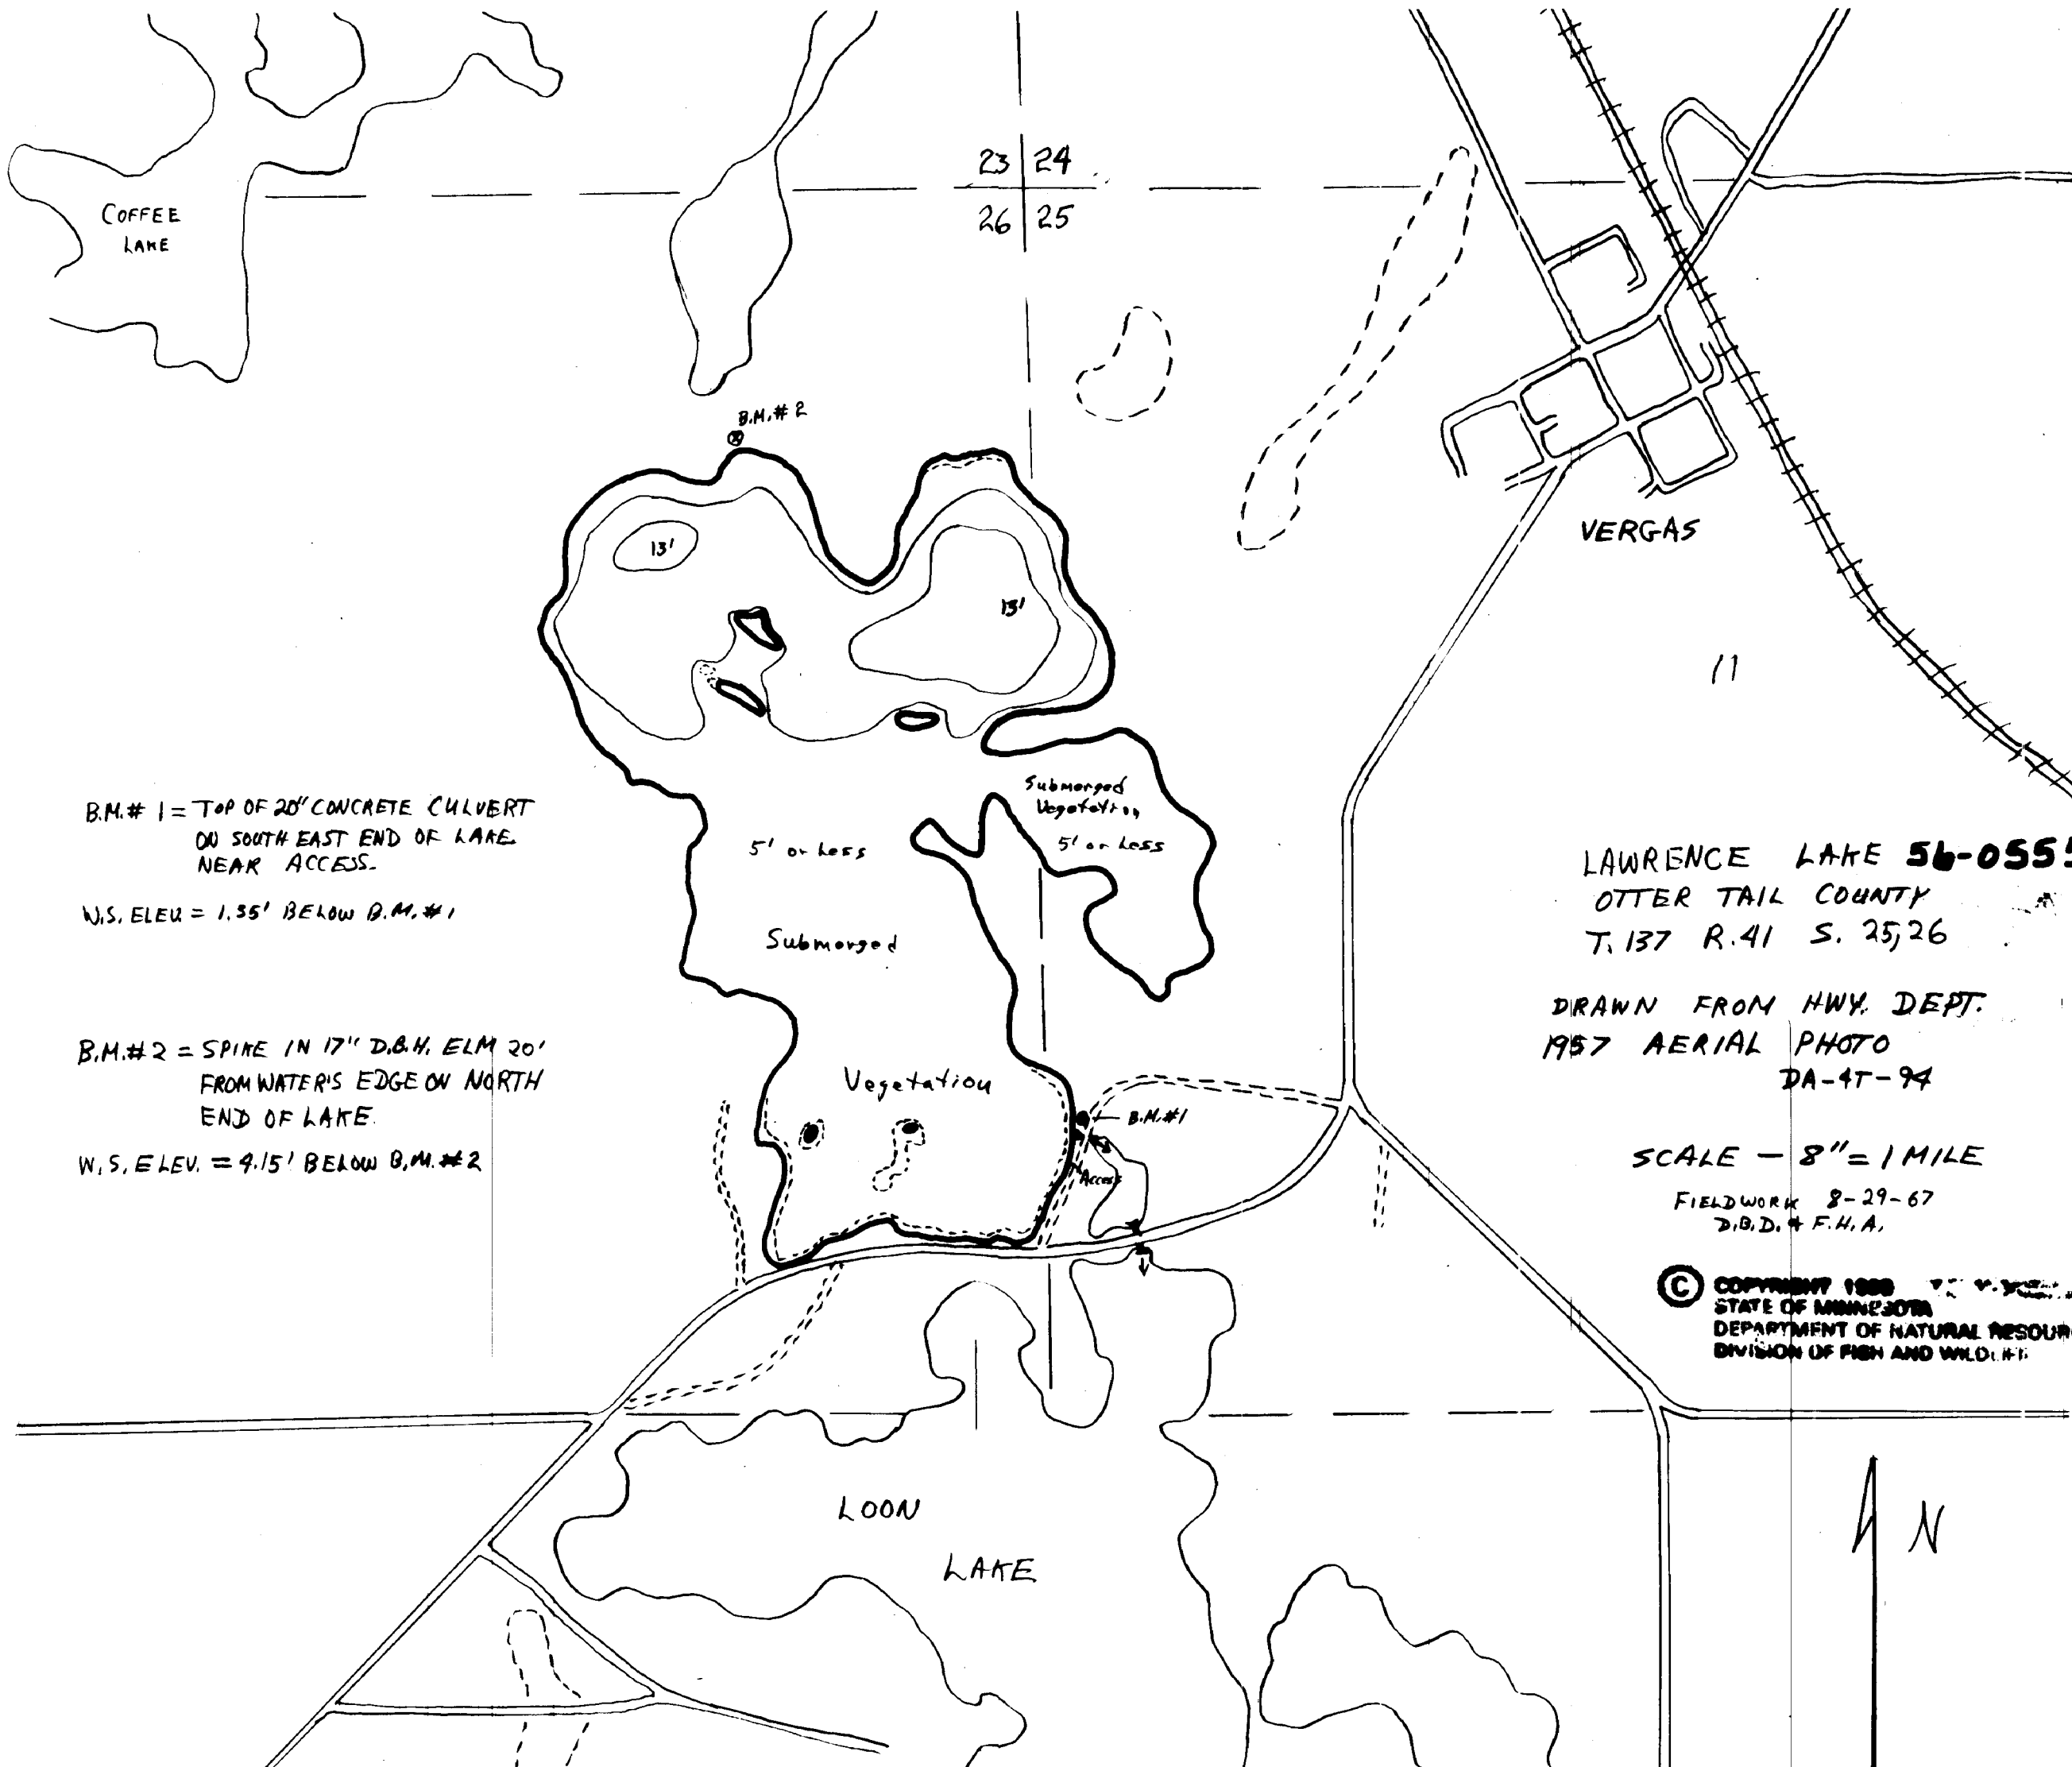 23 24
26 25
COFFEE
LAKE
B.M.# 2
13'
13'
VERGAS
11
Submerged
Vegetation
5' or Less
5' or Less
Submerged
Vegetation
B.M.# 1 = TOP OF 20" CONCRETE CULVERT
ON SOUTH EAST END OF LAKE
NEAR ACCESS.
W.S. ELEV. = 1.35' BELOW B.M.#1
B.M.#2 = SPIKE IN 17" D.B.H. ELM 20'
FROM WATER'S EDGE ON NORTH
END OF LAKE.
W.S. ELEV. = 4.15' BELOW B.M.#2
B.M.#1
Access
LAWRENCE LAKE 56-0555
OTTER TAIL COUNTY
T. 137 R.41 S. 25,26
DRAWN FROM HWY. DEPT.
1957 AERIAL PHOTO
DA-4T-94
SCALE - 8" = 1 MILE
FIELDWORK 8-29-67
D.B.D. & F.H.A.
© COPYRIGHT
STATE OF MINNESOTA
DEPARTMENT OF NATURAL RESOUR
DIVISION OF FISH AND WILDLIFE
LOON
LAKE
N